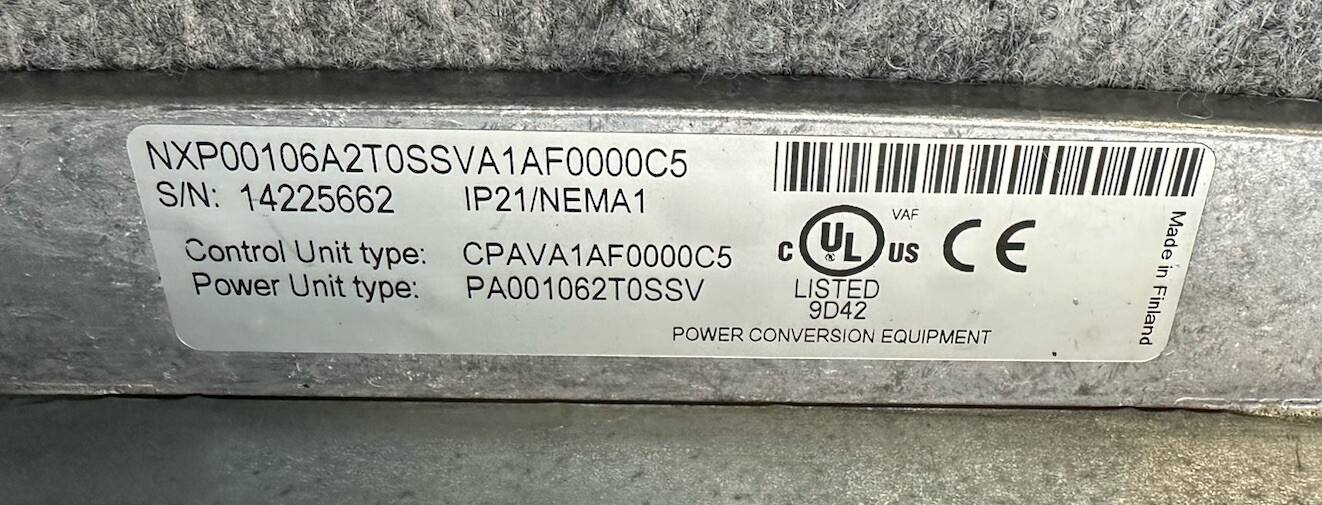 NXP00106A2T0SSVA1AF0000C5
S/N: 14225662 IP21/NEMA1
Control Unit type: CPAVA1AF0000C5
Power Unit type: PA001062T0SSV
VAF
C UL US CE
LISTED
9D42
POWER CONVERSION EQUIPMENT
Made in Finland